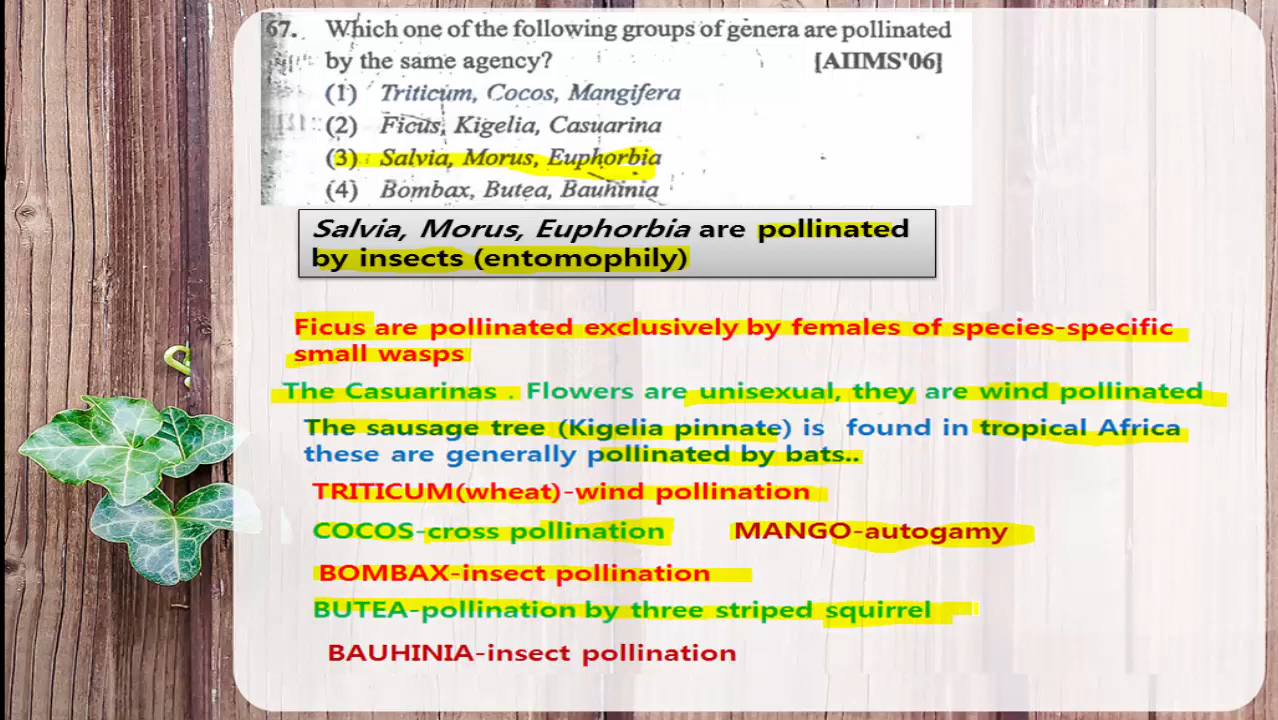 67. Which one of the following groups of genera are pollinated
by the same agency? [AIIMS'06]
(1) Triticum, Cocos, Mangifera
(2) Ficus, Kigelia, Casuarina
(3) Salvia, Morus, Euphorbia
(4) Bombax, Butea, Bauhinia
Salvia, Morus, Euphorbia are pollinated
by insects (entomophily)
Ficus are pollinated exclusively by females of species-specific
small wasps
The Casuarinas . Flowers are unisexual, they are wind pollinated
The sausage tree (Kigelia pinnate) is found in tropical Africa
these are generally pollinated by bats..
TRITICUM(wheat)-wind pollination
COCOS-cross pollination MANGO-autogamy
BOMBAX-insect pollination
BUTEA-pollination by three striped squirrel
BAUHINIA-insect pollination